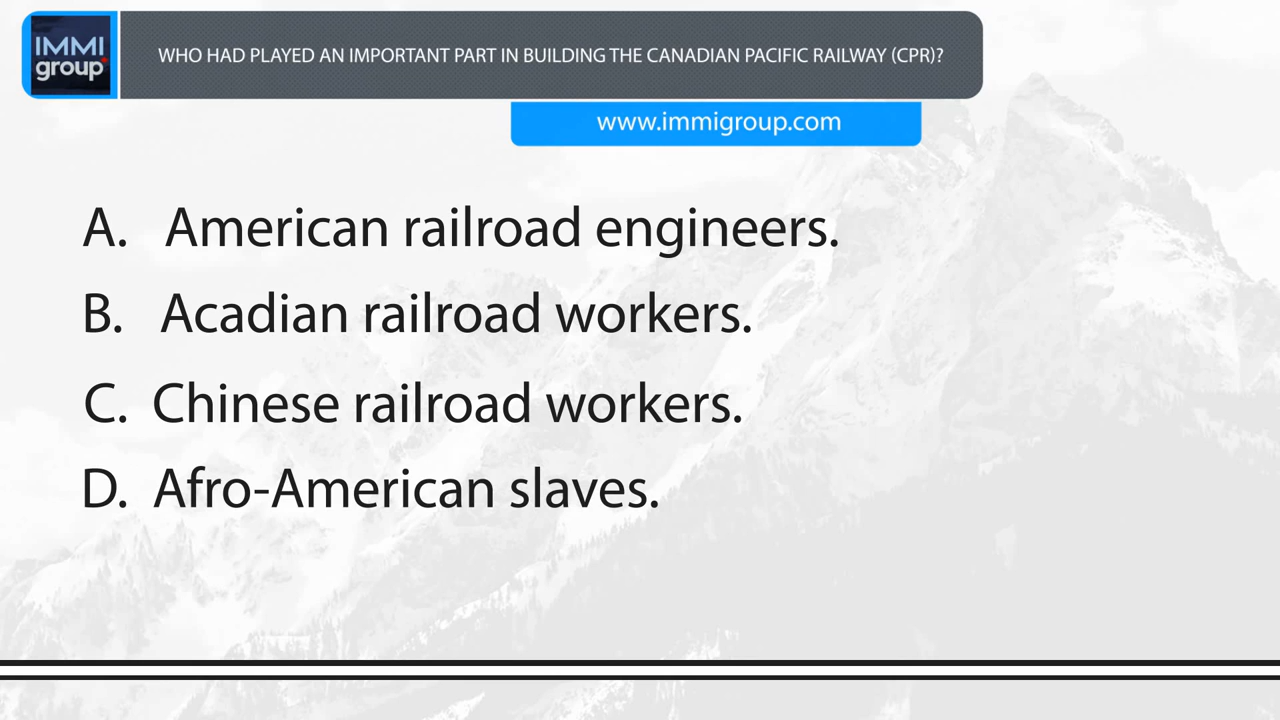 IMMI
group
WHO HAD PLAYED AN IMPORTANT PART IN BUILDING THE CANADIAN PACIFIC RAILWAY (CPR)?
www.immigroup.com
A. American railroad engineers.
B. Acadian railroad workers.
C. Chinese railroad workers.
D. Afro-American slaves.